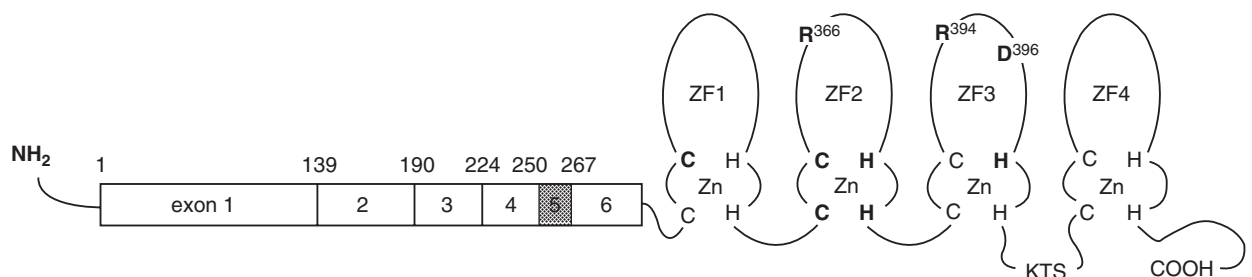 R366 R394
D396
ZF1 ZF2 ZF3 ZF4
NH2 1 139 190 224 250 267
C H C H C H C H
exon 1 2 3 4 5 6
Zn Zn Zn Zn
C H C H C H C H
KTS COOH